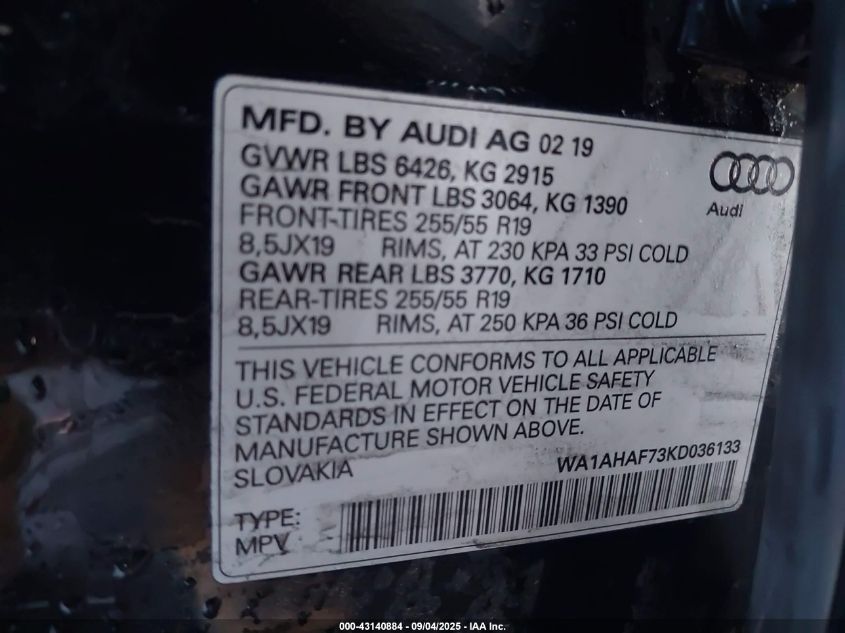 MFD. BY AUDI AG 02 19
GVWR LBS 6426, KG 2915
GAWR FRONT LBS 3064, KG 1390
FRONT-TIRES 255/55 R19
8,5JX19 RIMS, AT 230 KPA 33 PSI COLD
GAWR REAR LBS 3770, KG 1710
REAR-TIRES 255/55 R19
8,5JX19 RIMS, AT 250 KPA 36 PSI COLD
Audi
THIS VEHICLE CONFORMS TO ALL APPLICABLE
U.S. FEDERAL MOTOR VEHICLE SAFETY
STANDARDS IN EFFECT ON THE DATE OF
MANUFACTURE SHOWN ABOVE.
SLOVAKIA WA1AHAF73KD036133
TYPE:
MPV
000-43140884 - 09/04/2025 - IAA Inc.